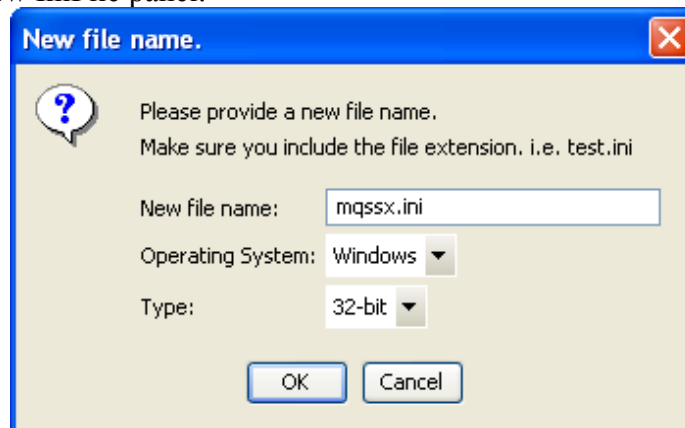 New file name.
Please provide a new file name.
Make sure you include the file extension. i.e. test.ini
New file name: mqssx.ini
Operating System: Windows
Type: 32-bit
OK Cancel